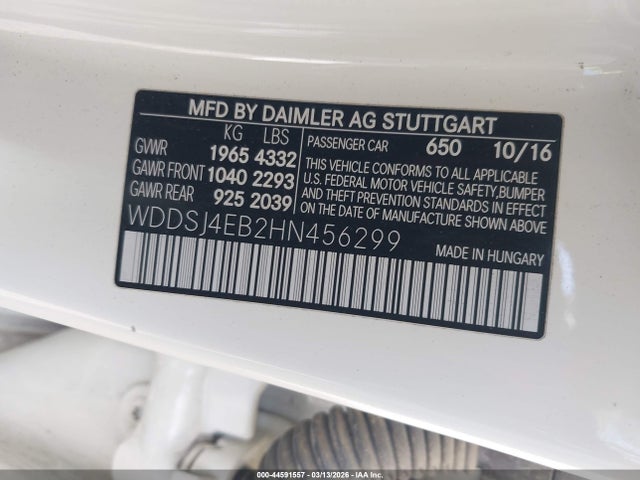 MFD BY DAIMLER AG STUTTGART
KG LBS
GVWR 1965 4332
GAWR FRONT 1040 2293
GAWR REAR 925 2039
PASSENGER CAR 650 10/16
THIS VEHICLE CONFORMS TO ALL APPLICABLE
U.S. FEDERAL MOTOR VEHICLE SAFETY, BUMPER
AND THEFT PREVENTION STANDARDS IN EFFECT
ON THE DATE OF MANUFACTURE SHOWN ABOVE
WDDSJ4EB2HN456299
MADE IN HUNGARY
000-44591557 - 03/13/2026 - IAA Inc.